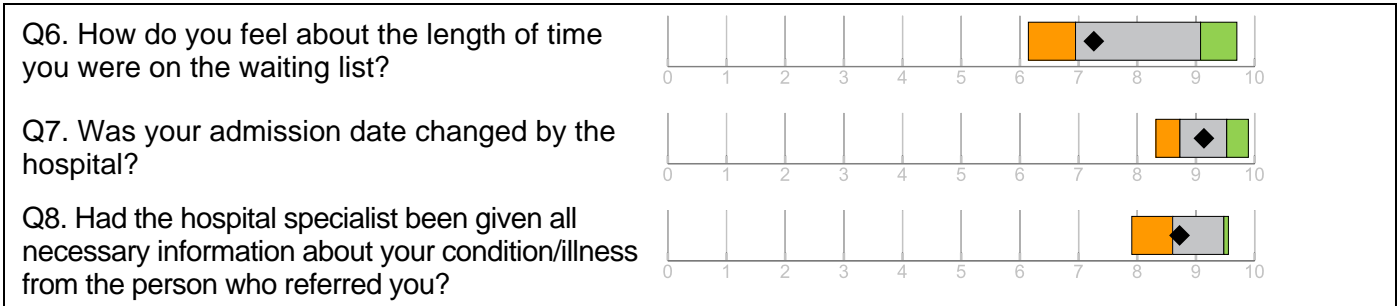 Q6. How do you feel about the length of time
you were on the waiting list?
0 1 2 3 4 5 6 7 8 9 10
Q7. Was your admission date changed by the
hospital?
0 1 2 3 4 5 6 7 8 9 10
Q8. Had the hospital specialist been given all
necessary information about your condition/illness
from the person who referred you?
0 1 2 3 4 5 6 7 8 9 10